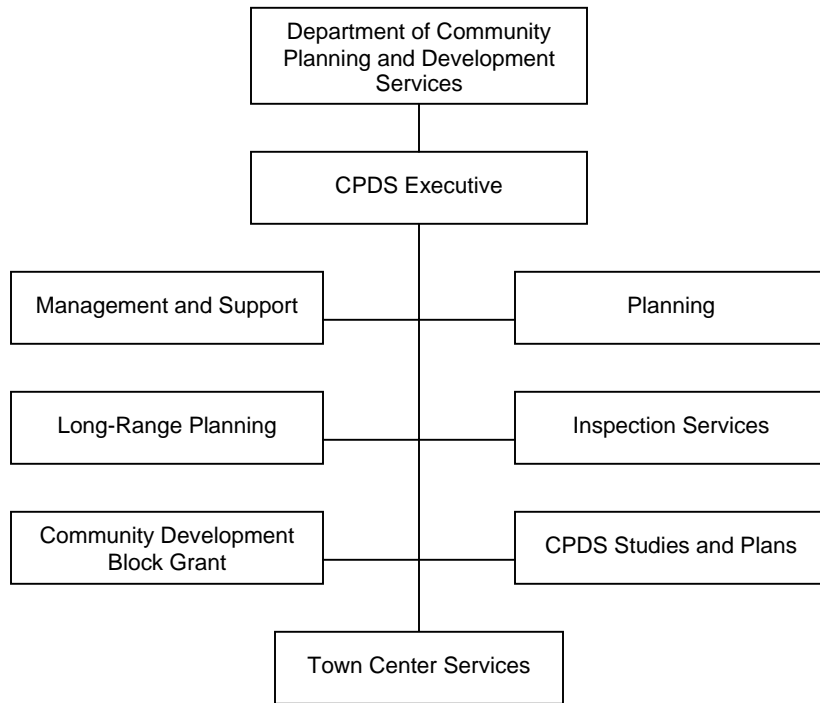 Department of Community
Planning and Development
Services
CPDS Executive
Management and Support
Planning
Long-Range Planning
Inspection Services
Community Development
Block Grant
CPDS Studies and Plans
Town Center Services